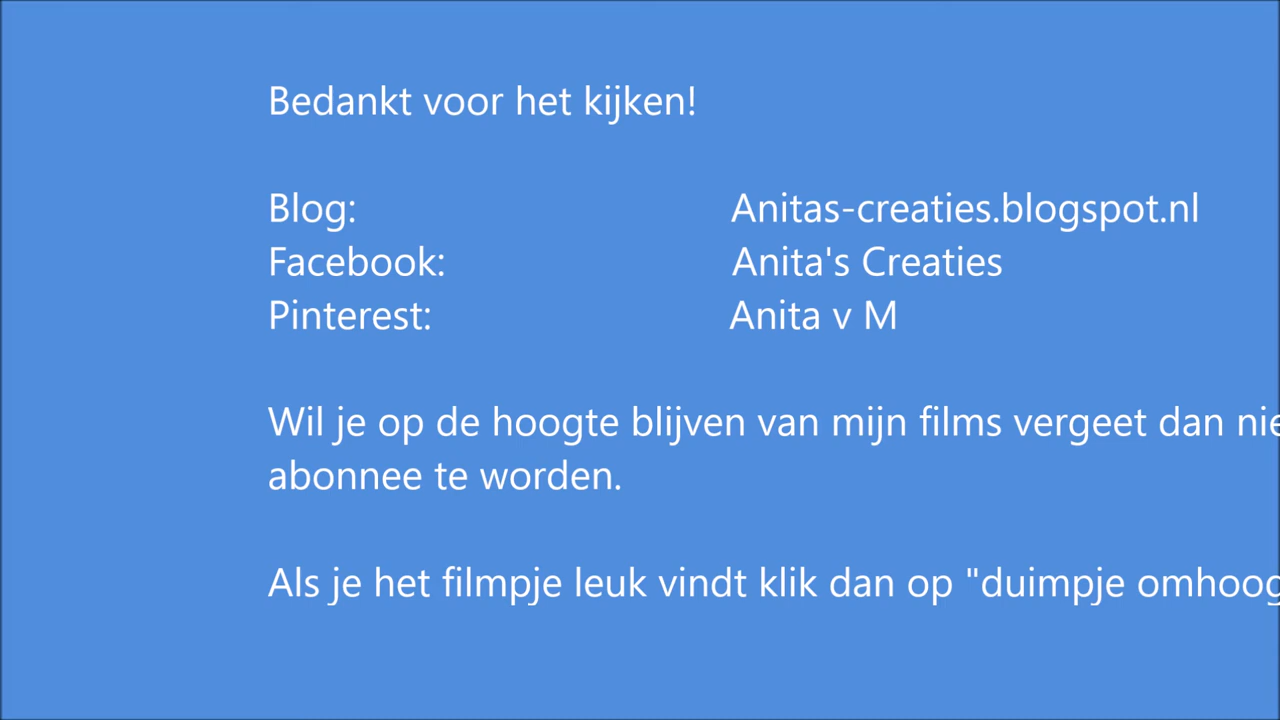 Bedankt voor het kijken!
Blog: Anitas-creaties.blogspot.nl
Facebook: Anita's Creaties
Pinterest: Anita v M
Wil je op de hoogte blijven van mijn films vergeet dan nie
abonnee te worden.
Als je het filmpje leuk vindt klik dan op "duimpje omhoog